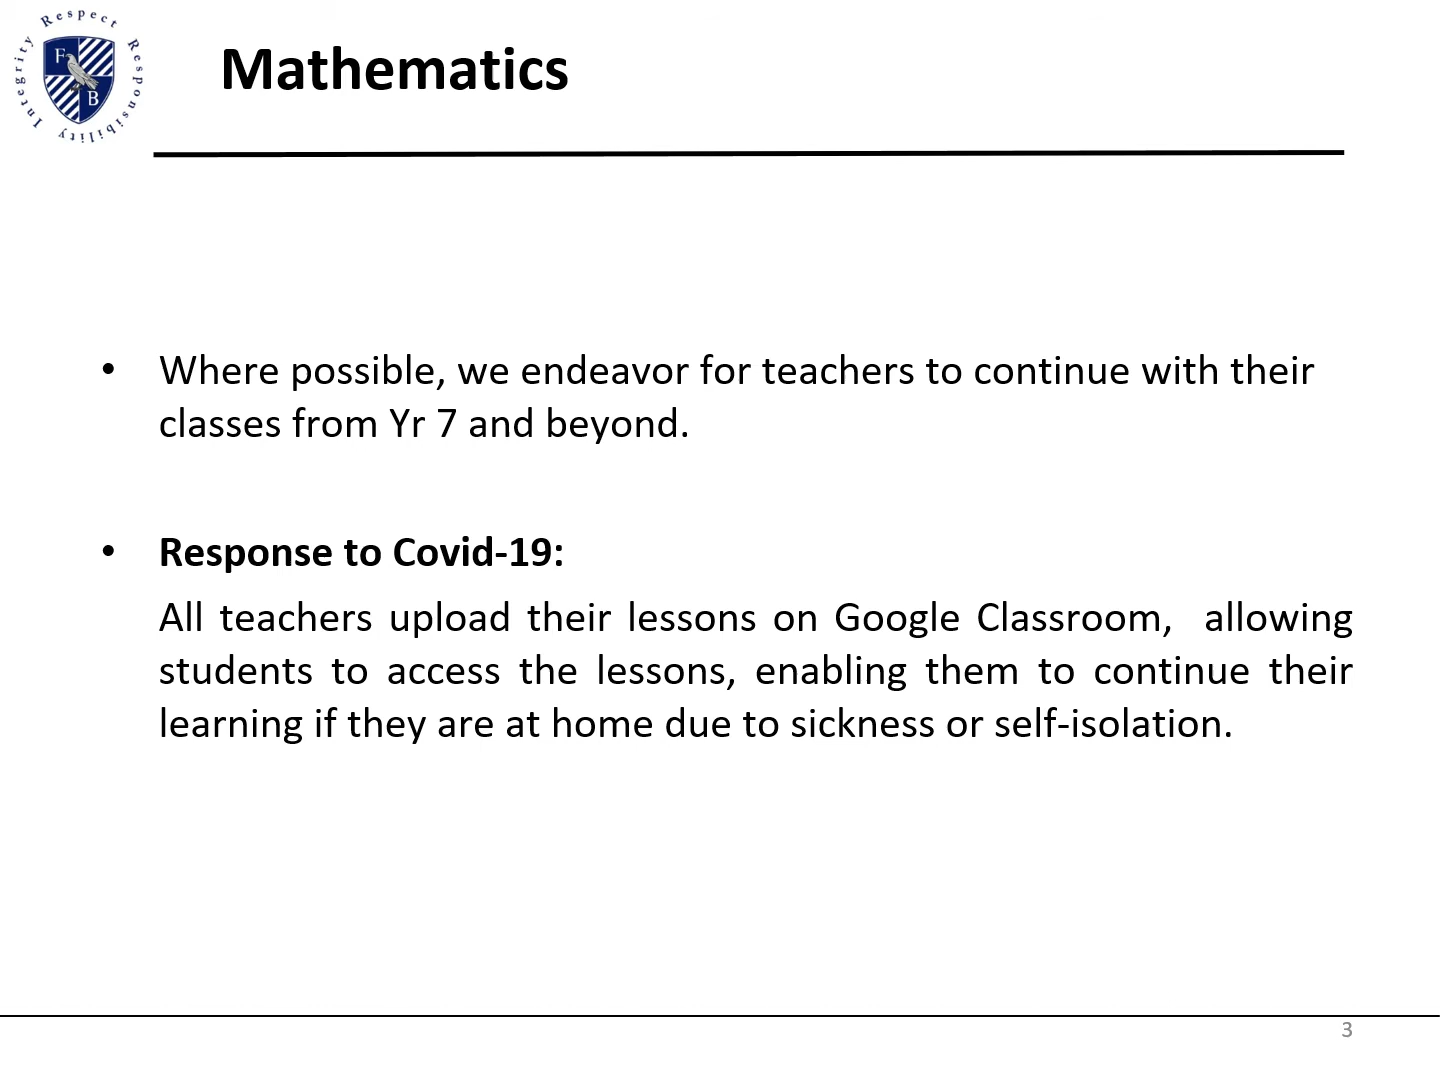 Respect
Responsibility
Integrity
F
B
Mathematics
• Where possible, we endeavor for teachers to continue with their
classes from Yr 7 and beyond.
• Response to Covid-19:
All teachers upload their lessons on Google Classroom, allowing
students to access the lessons, enabling them to continue their
learning if they are at home due to sickness or self-isolation.
3